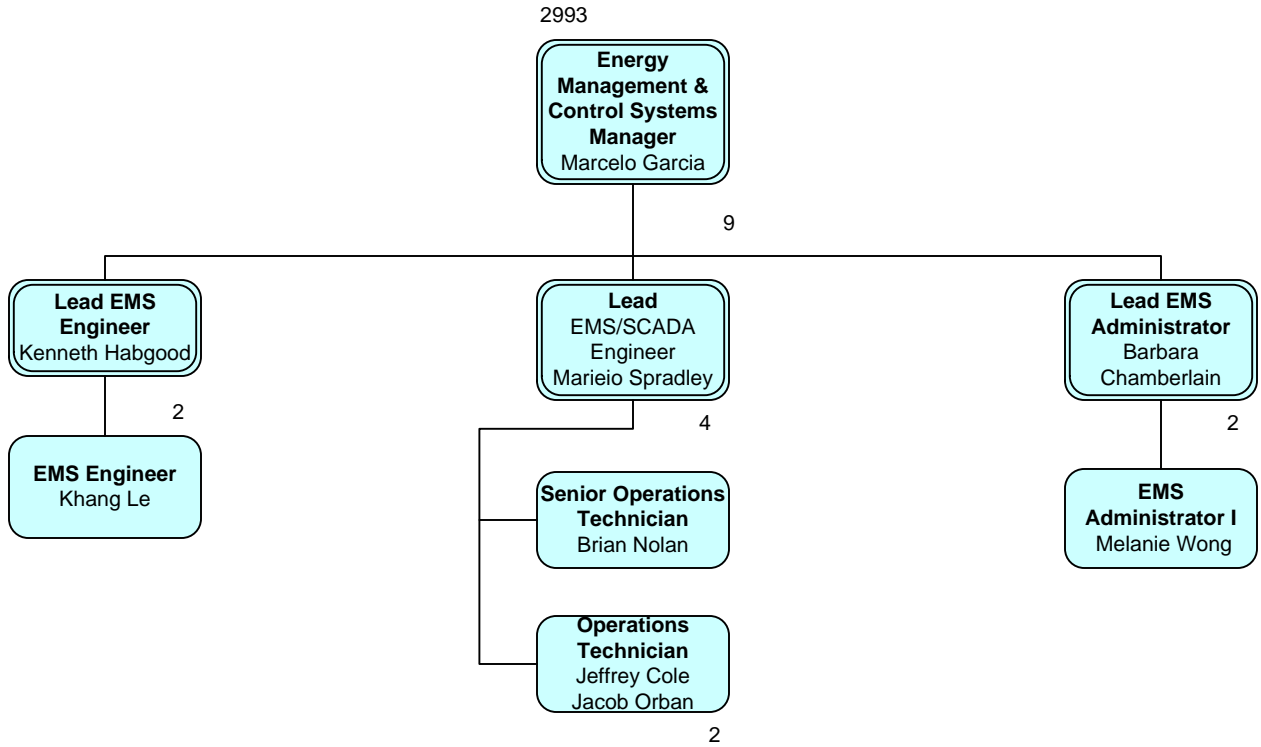 2993
Energy
Management &
Control Systems
Manager
Marcelo Garcia
9
Lead EMS
Engineer
Kenneth Habgood
2
EMS Engineer
Khang Le
Lead
EMS/SCADA
Engineer
Marieio Spradley
4
Senior Operations
Technician
Brian Nolan
Operations
Technician
Jeffrey Cole
Jacob Orban
2
Lead EMS
Administrator
Barbara
Chamberlain
2
EMS
Administrator I
Melanie Wong